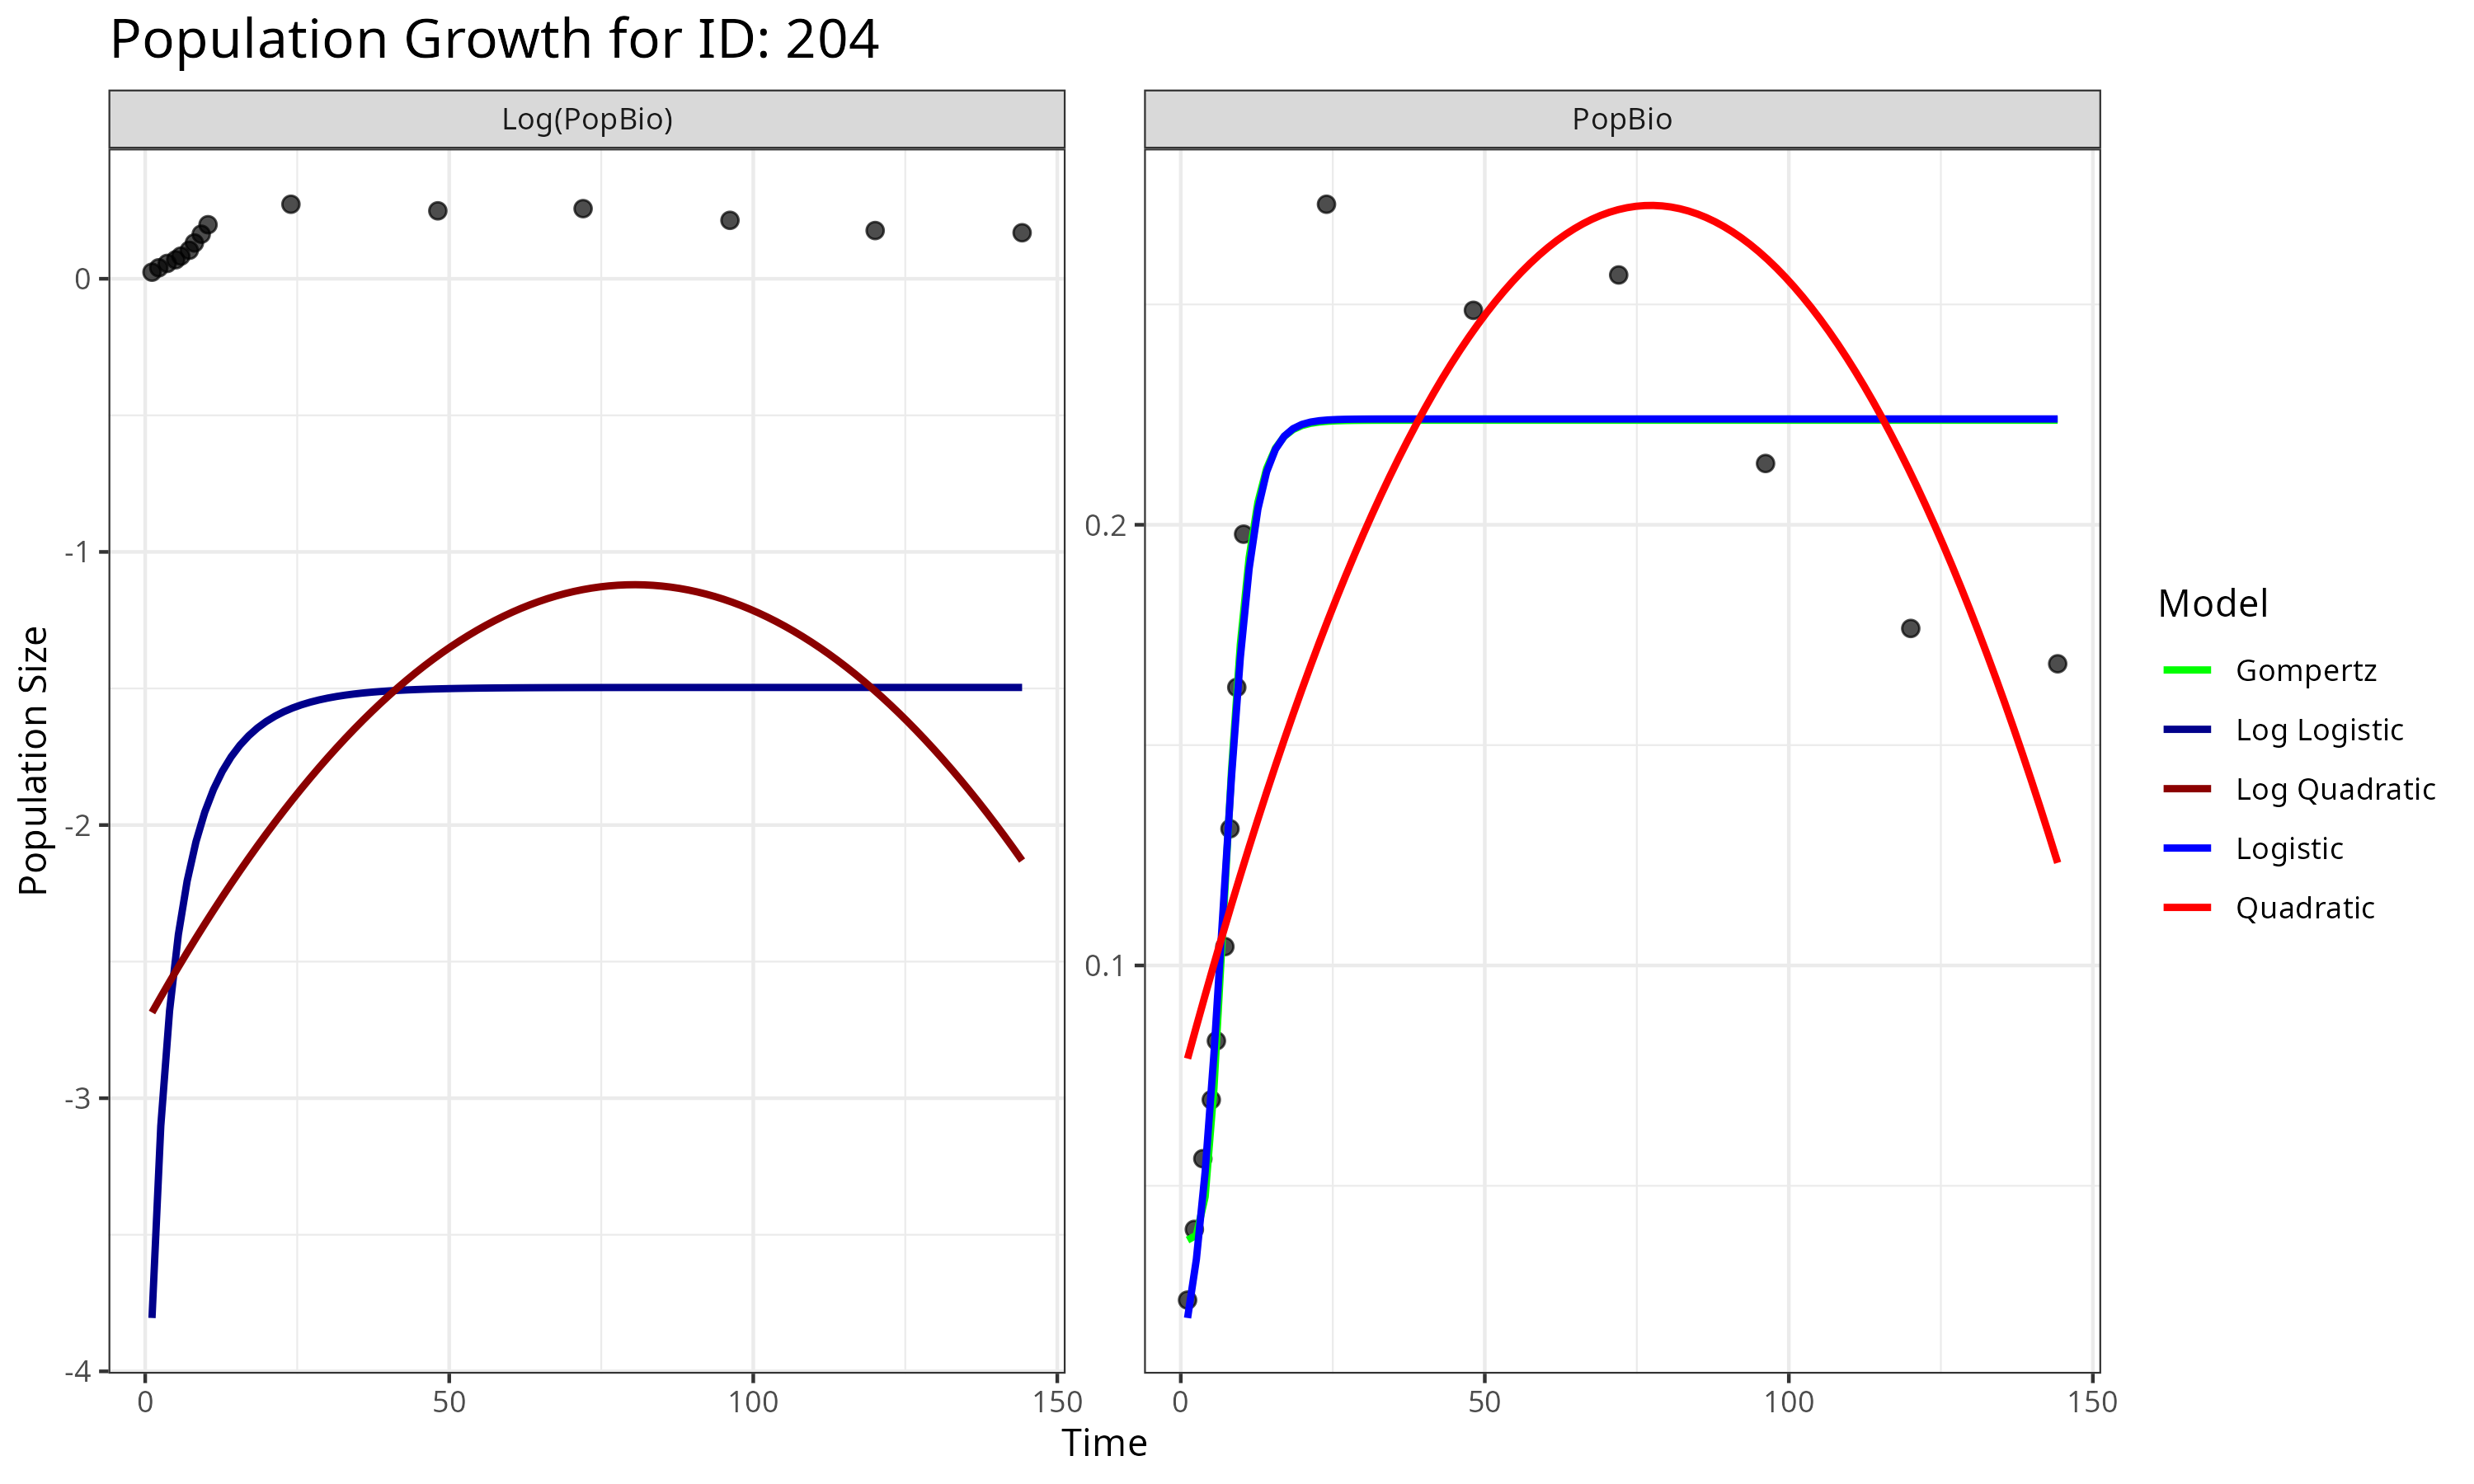 Population Growth for ID: 204
Log(PopBio)
PopBio
Population Size
0
-1
-2
-3
-4
0
50
100
150
0.2
0.1
0
50
100
150
Time
Model
Gompertz
Log Logistic
Log Quadratic
Logistic
Quadratic